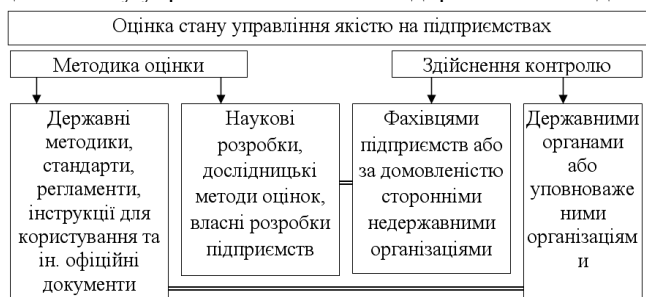 Оцінка стану управління якістю на підприємствах
Методика оцінки
Здійснення контролю
Державні
методики,
стандарти,
регламенти,
інструкції для
користування та
ін. офіційні
документи
Наукові
розробки,
дослідницькі
методи оцінок,
власні розробки
підприємств
Фахівцями
підприємств або
за домовленістю
сторонніми
недержавними
організаціями
Державними
органами
або
уповноваже
ними
організаціям
и